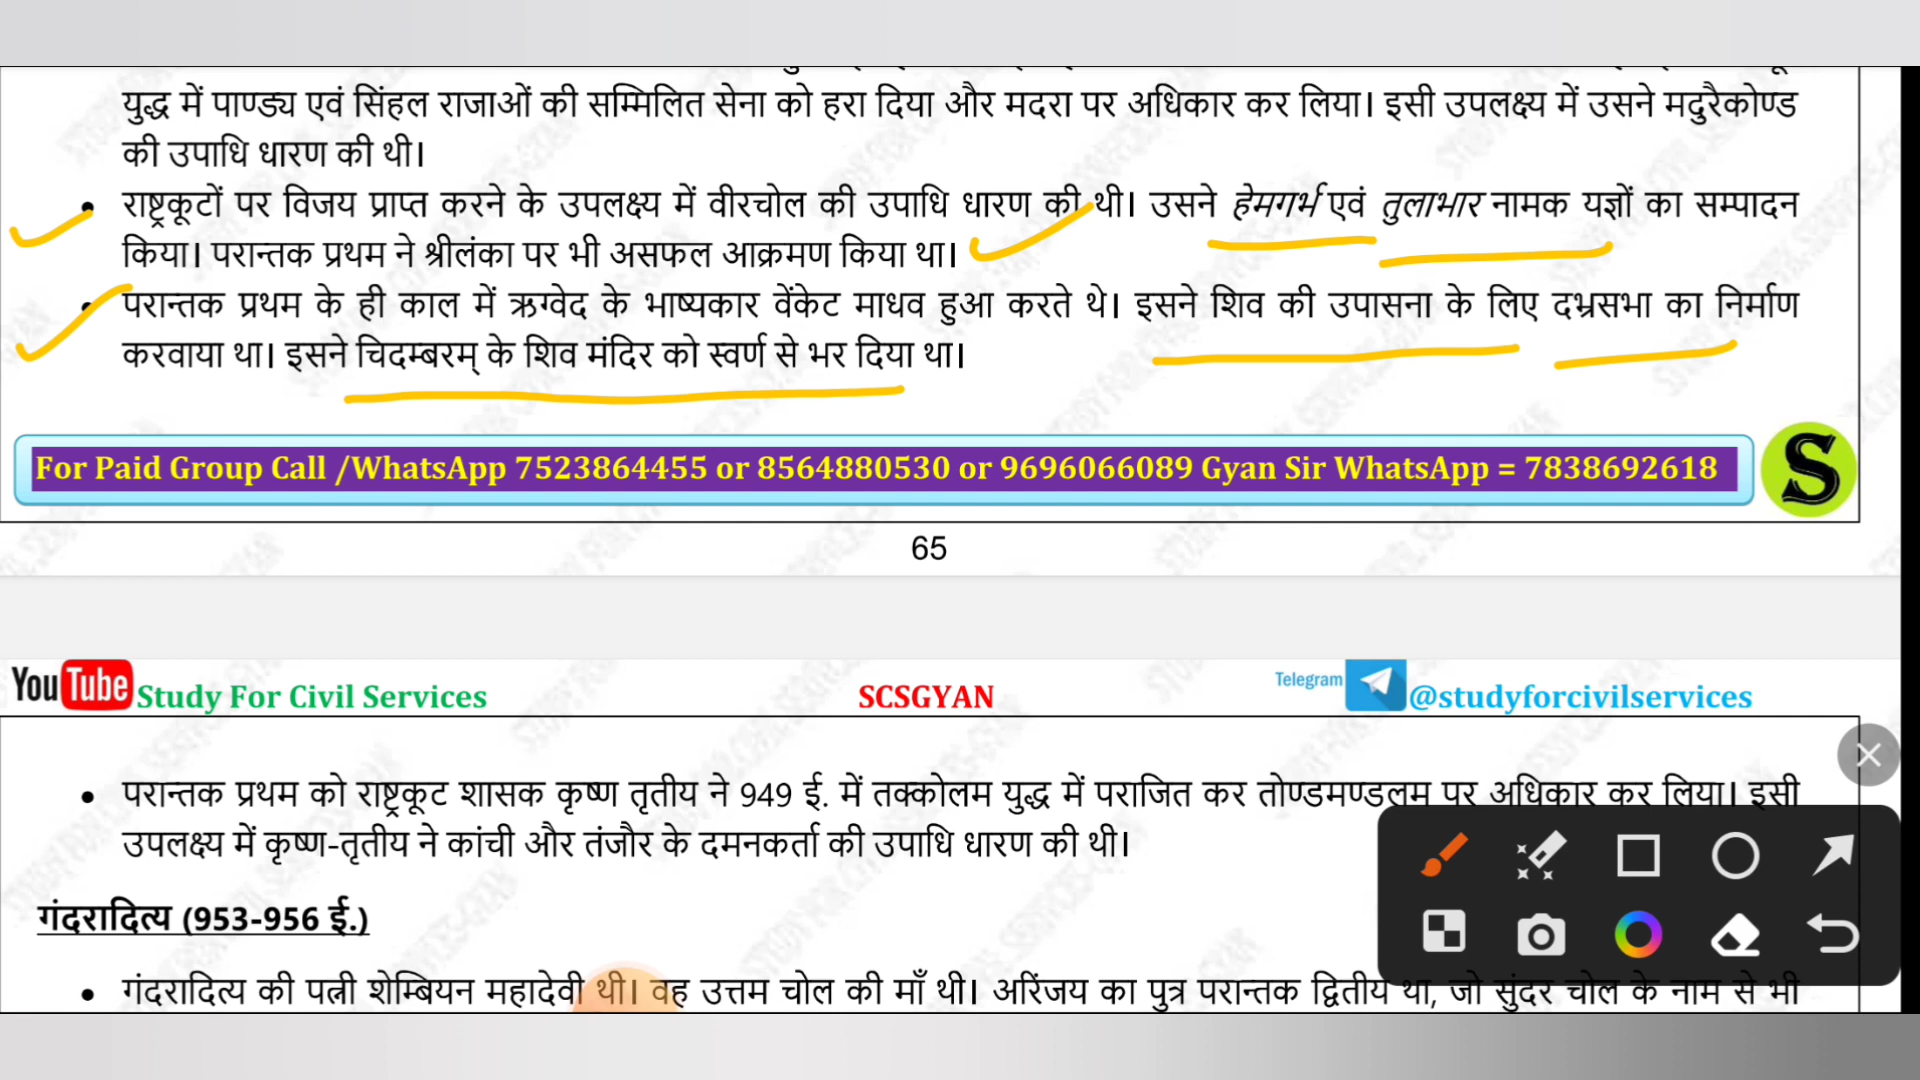 युद्ध में पाण्ड्य एवं सिंहल राजाओं की सम्मिलित सेना को हरा दिया और मदरा पर अधिकार कर लिया। इसी उपलक्ष्य में उसने मदुरैकोण्ड
की उपाधि धारण की थी।
• राष्ट्रकूटों पर विजय प्राप्त करने के उपलक्ष्य में वीरचोल की उपाधि धारण की थी। उसने हेमगर्भ एवं तुलाभार नामक यज्ञों का सम्पादन
किया। परान्तक प्रथम ने श्रीलंका पर भी असफल आक्रमण किया था।
• परान्तक प्रथम के ही काल में ऋग्वेद के भाष्यकार वेंकेट माधव हुआ करते थे। इसने शिव की उपासना के लिए दभ्रसभा का निर्माण
करवाया था। इसने चिदम्बरम् के शिव मंदिर को स्वर्ण से भर दिया था।
For Paid Group Call /WhatsApp 7523864455 or 8564880530 or 9696066089 Gyan Sir WhatsApp = 7838692618
S
65
YouTube Study For Civil Services SCSGYAN Telegram @studyforcivilservices
• परान्तक प्रथम को राष्ट्रकूट शासक कृष्ण तृतीय ने 949 ई. में तक्कोलम युद्ध में पराजित कर तोण्डमण्डलम पर अधिकार कर लिया। इसी
उपलक्ष्य में कृष्ण-तृतीय ने कांची और तंजौर के दमनकर्ता की उपाधि धारण की थी।
गंदरादित्य (953-956 ई.)
• गंदरादित्य की पत्नी शेम्बियन महादेवी थी। वह उत्तम चोल की माँ थी। अरिंजय का पुत्र परान्तक द्वितीय था, जो सुंदर चोल के नाम से भी